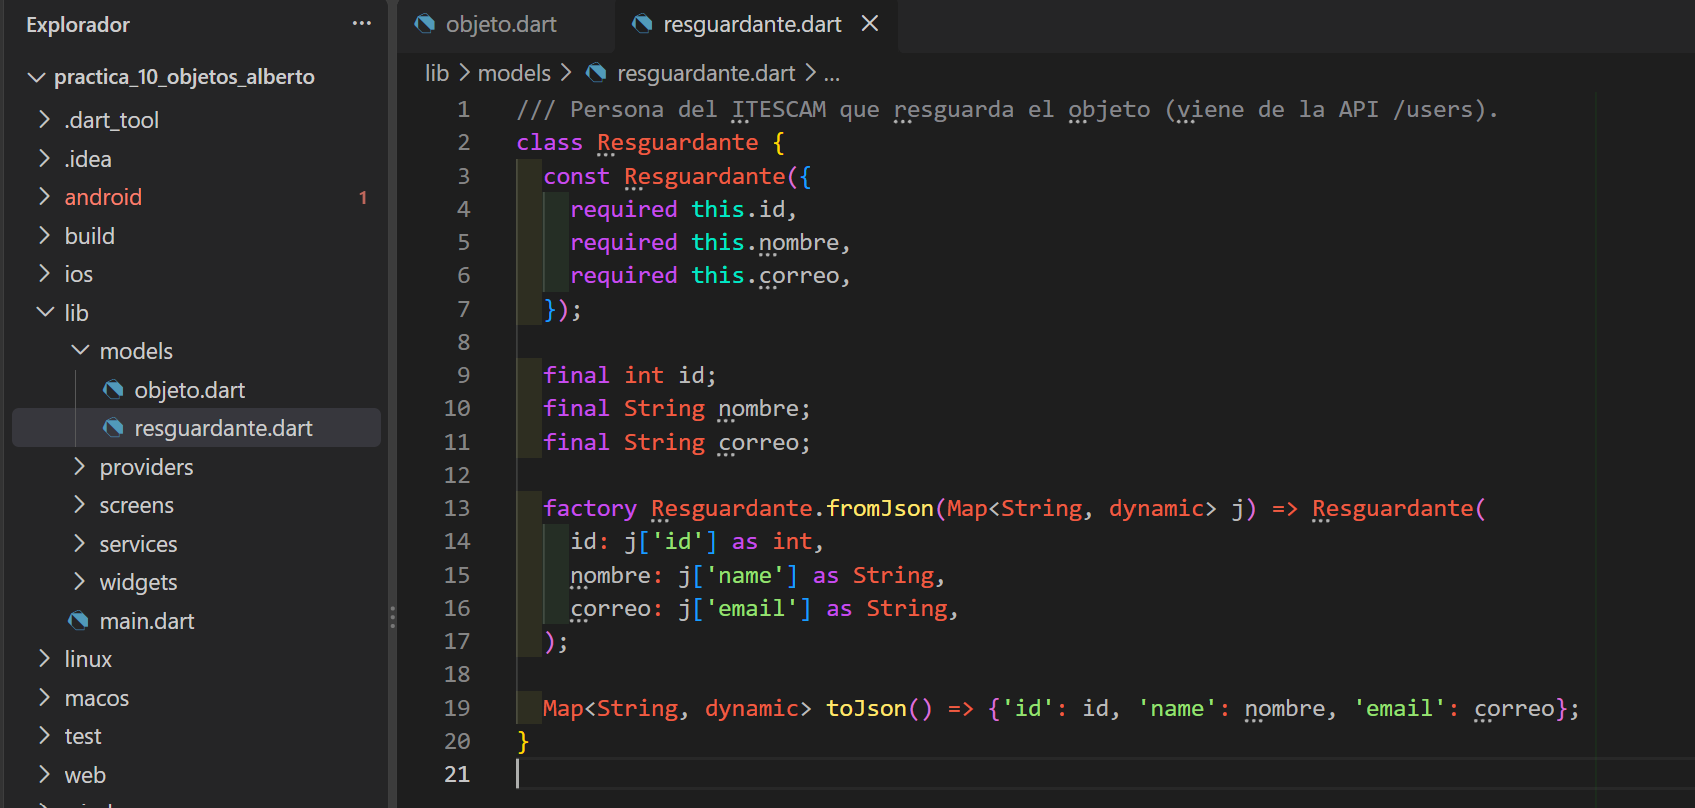 Explorador
practica_10_objetos_alberto
.dart_tool
.idea
android 1
build
ios
lib
models
objeto.dart
resguardante.dart
providers
screens
services
widgets
main.dart
linux
macos
test
web
objeto.dart resguardante.dart
lib > models > resguardante.dart > ...
1 /// Persona del ITESCAM que resguarda el objeto (viene de la API /users).
2 class Resguardante {
3   const Resguardante({
4     required this.id,
5     required this.nombre,
6     required this.correo,
7   });
8
9   final int id;
10   final String nombre;
11   final String correo;
12
13   factory Resguardante.fromJson(Map<String, dynamic> j) => Resguardante(
14     id: j['id'] as int,
15     nombre: j['name'] as String,
16     correo: j['email'] as String,
17   );
18
19   Map<String, dynamic> toJson() => {'id': id, 'name': nombre, 'email': correo};
20 }
21